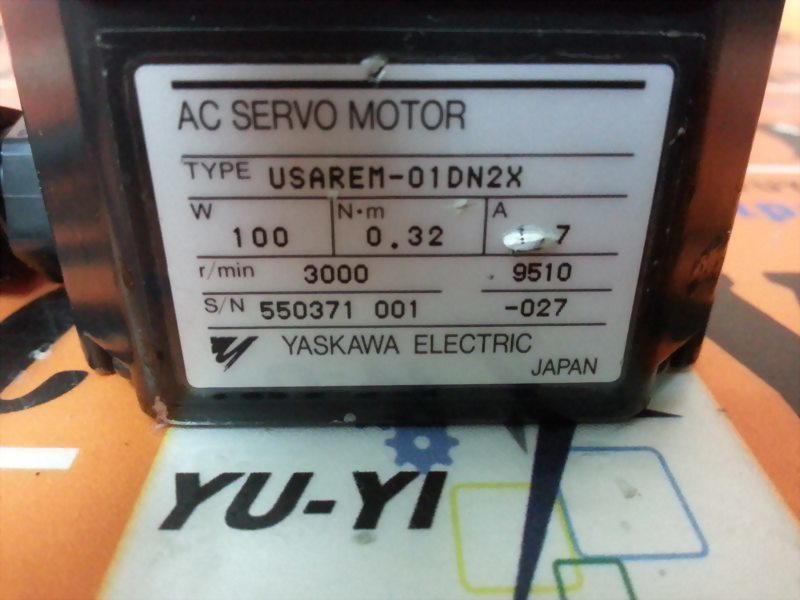 AC SERVO MOTOR
TYPE USAREM-01DN2X
W 100 N·m 0.32 A 7
r/min 3000 9510
S/N 550371 001 -027
YASKAWA ELECTRIC
JAPAN
YU-YI